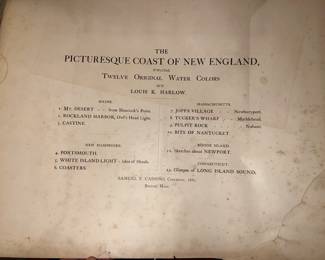 THE
PICTURESQUE COAST OF NEW ENGLAND,
TWELVE ORIGINAL WATER COLORS
BY
LOUIS K. HARLOW.
MAINE.
1. MT. DESERT - from Hancock's Point.
2. ROCKLAND HARBOR, Owl's Head Light.
3. CASTINE.
NEW HAMPSHIRE.
4. PORTSMOUTH.
5. WHITE ISLAND LIGHT - Isles of Shoals.
6. COASTERS.
MASSACHUSETTS.
7. JOPPA VILLAGE - Newburyport.
8. TUCKER'S WHARF - Marblehead.
9. PULPIT ROCK - Nahant.
10. BITS OF NANTUCKET.
RHODE ISLAND.
11. Sketches about NEWPORT.
CONNECTICUT.
12. Glimpse of LONG ISLAND SOUND.
SAMUEL E. CASSINO,
BOSTON, MASS.